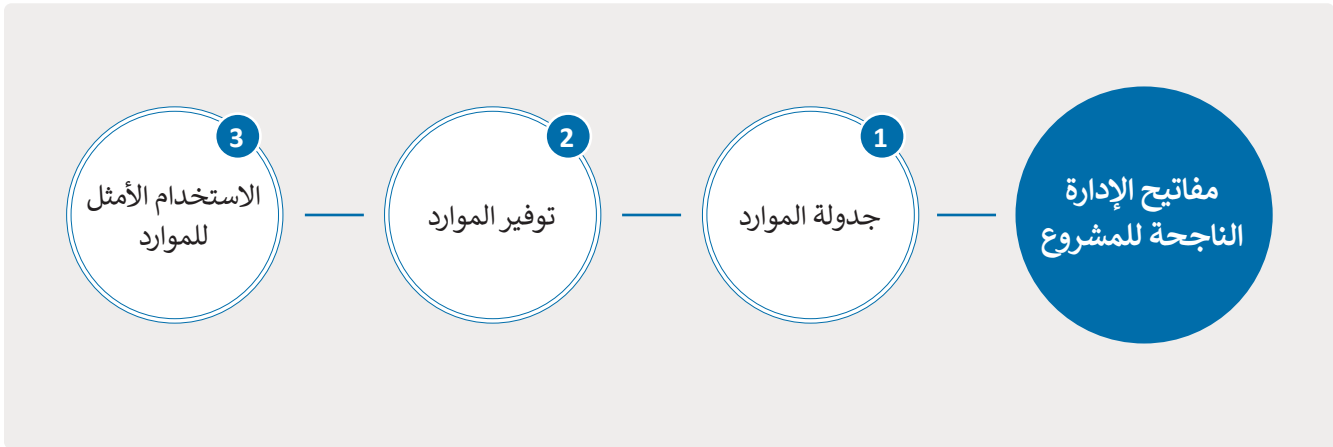 مفاتيح الإدارة
الناجحة للمشروع
1
جدولة الموارد
2
توفير الموارد
3
الاستخدام الأمثل
للموارد